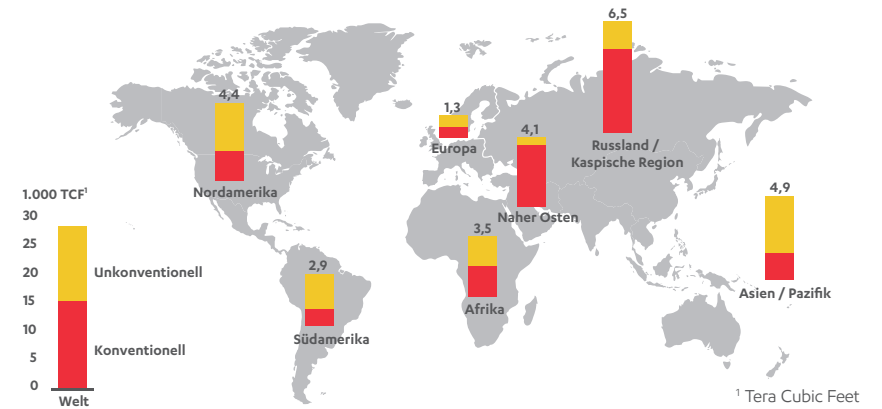 6,5
4,4
1,3
4,1
Europa
Russland /
Kaspische Region
Nordamerika
4,9
1.000 TCF¹
30
25
20
15
10
5
0
Unkonventionell
Konventionell
Welt
Naher Osten
3,5
2,9
Afrika
Südamerika
Asien / Pazifik
¹ Tera Cubic Feet